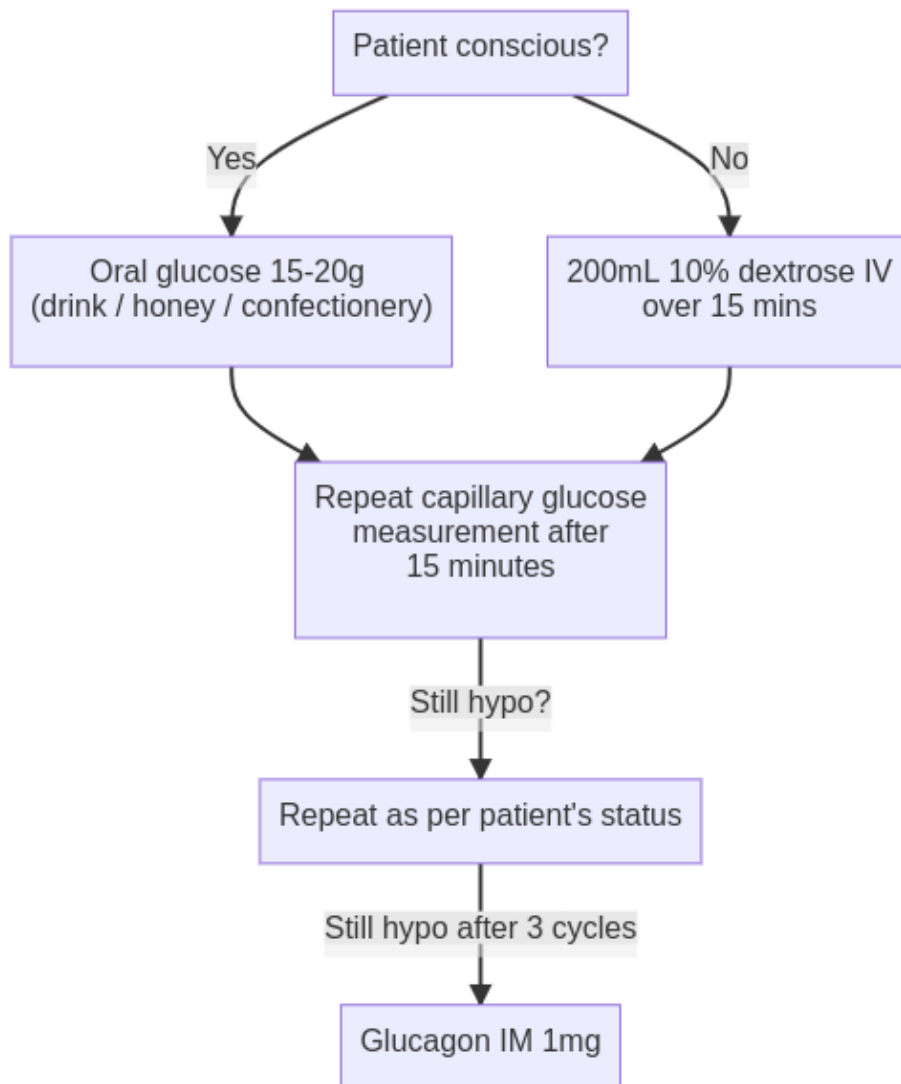 Patient conscious?
Yes
No
Oral glucose 15-20g
(drink / honey / confectionery)
200mL 10% dextrose IV
over 15 mins
Repeat capillary glucose
measurement after
15 minutes
Still hypo?
Repeat as per patient's status
Still hypo after 3 cycles
Glucagon IM 1mg